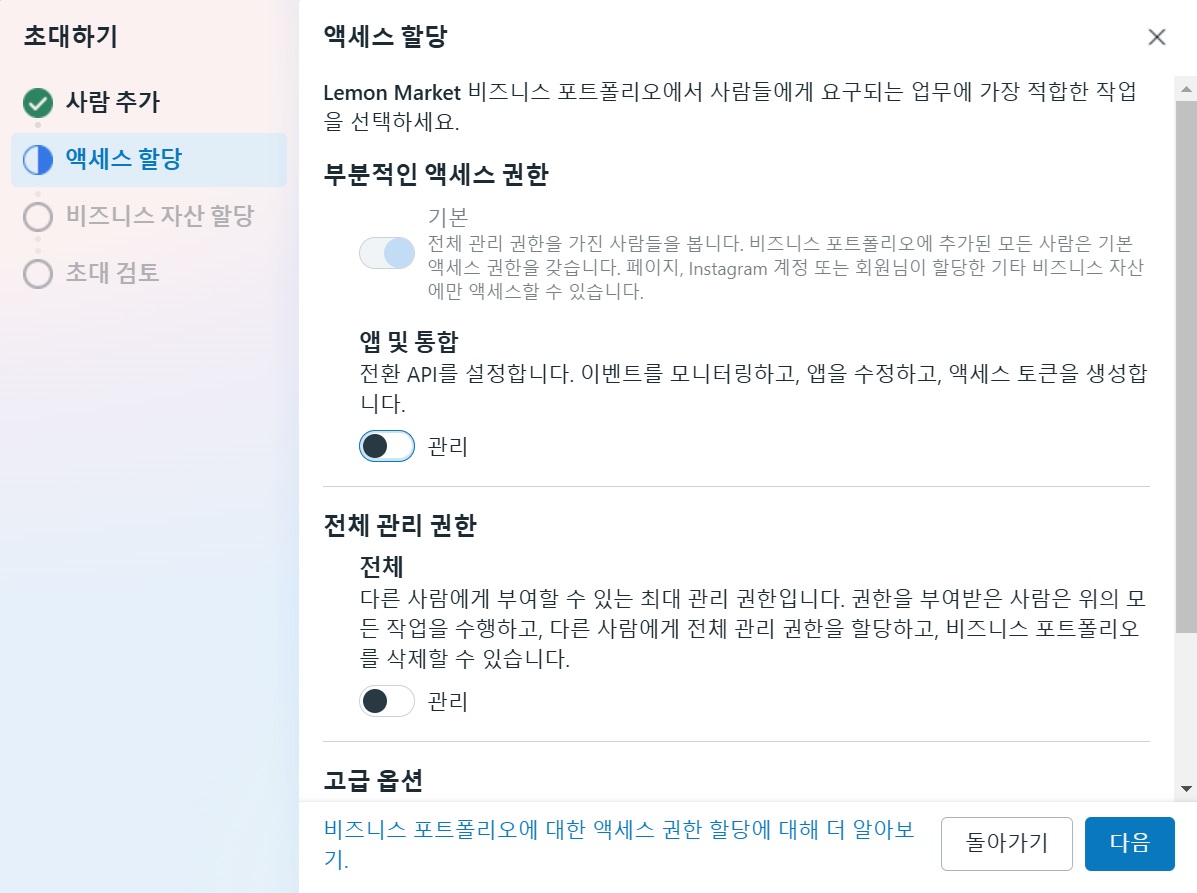 초대하기
사람 추가
액세스 할당
비즈니스 자산 할당
초대 검토
액세스 할당
Lemon Market 비즈니스 포트폴리오에서 사람들에게 요구되는 업무에 가장 적합한 작업
을 선택하세요.
부분적인 액세스 권한
기본
전체 관리 권한을 가진 사람들을 봅니다. 비즈니스 포트폴리오에 추가된 모든 사람은 기본
액세스 권한을 갖습니다. 페이지, Instagram 계정 또는 회원님이 할당한 기타 비즈니스 자산
에만 액세스할 수 있습니다.
앱 및 통합
전환 API를 설정합니다. 이벤트를 모니터링하고, 앱을 수정하고, 액세스 토큰을 생성합
니다.
관리
전체 관리 권한
전체
다른 사람에게 부여할 수 있는 최대 관리 권한입니다. 권한을 부여받은 사람은 위의 모
든 작업을 수행하고, 다른 사람에게 전체 관리 권한을 할당하고, 비즈니스 포트폴리오
를 삭제할 수 있습니다.
관리
고급 옵션
비즈니스 포트폴리오에 대한 액세스 권한 할당에 대해 더 알아보
기.
돌아가기
다음